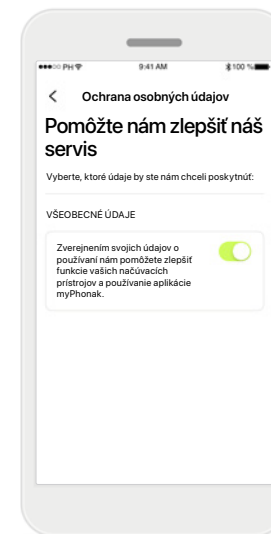 PH 9:41 AM 100 %
Ochrana osobných údajov
Pomôžte nám zlepšiť náš
servis
Vyberte, ktoré údaje by ste nám chceli poskytnúť:
VŠEOBECNÉ ÚDAJE
Zverejnením svojich údajov o
používaní nám pomôžete zlepšiť
funkcie vašich načúvacích
prístrojov a používanie aplikácie
myPhonak.